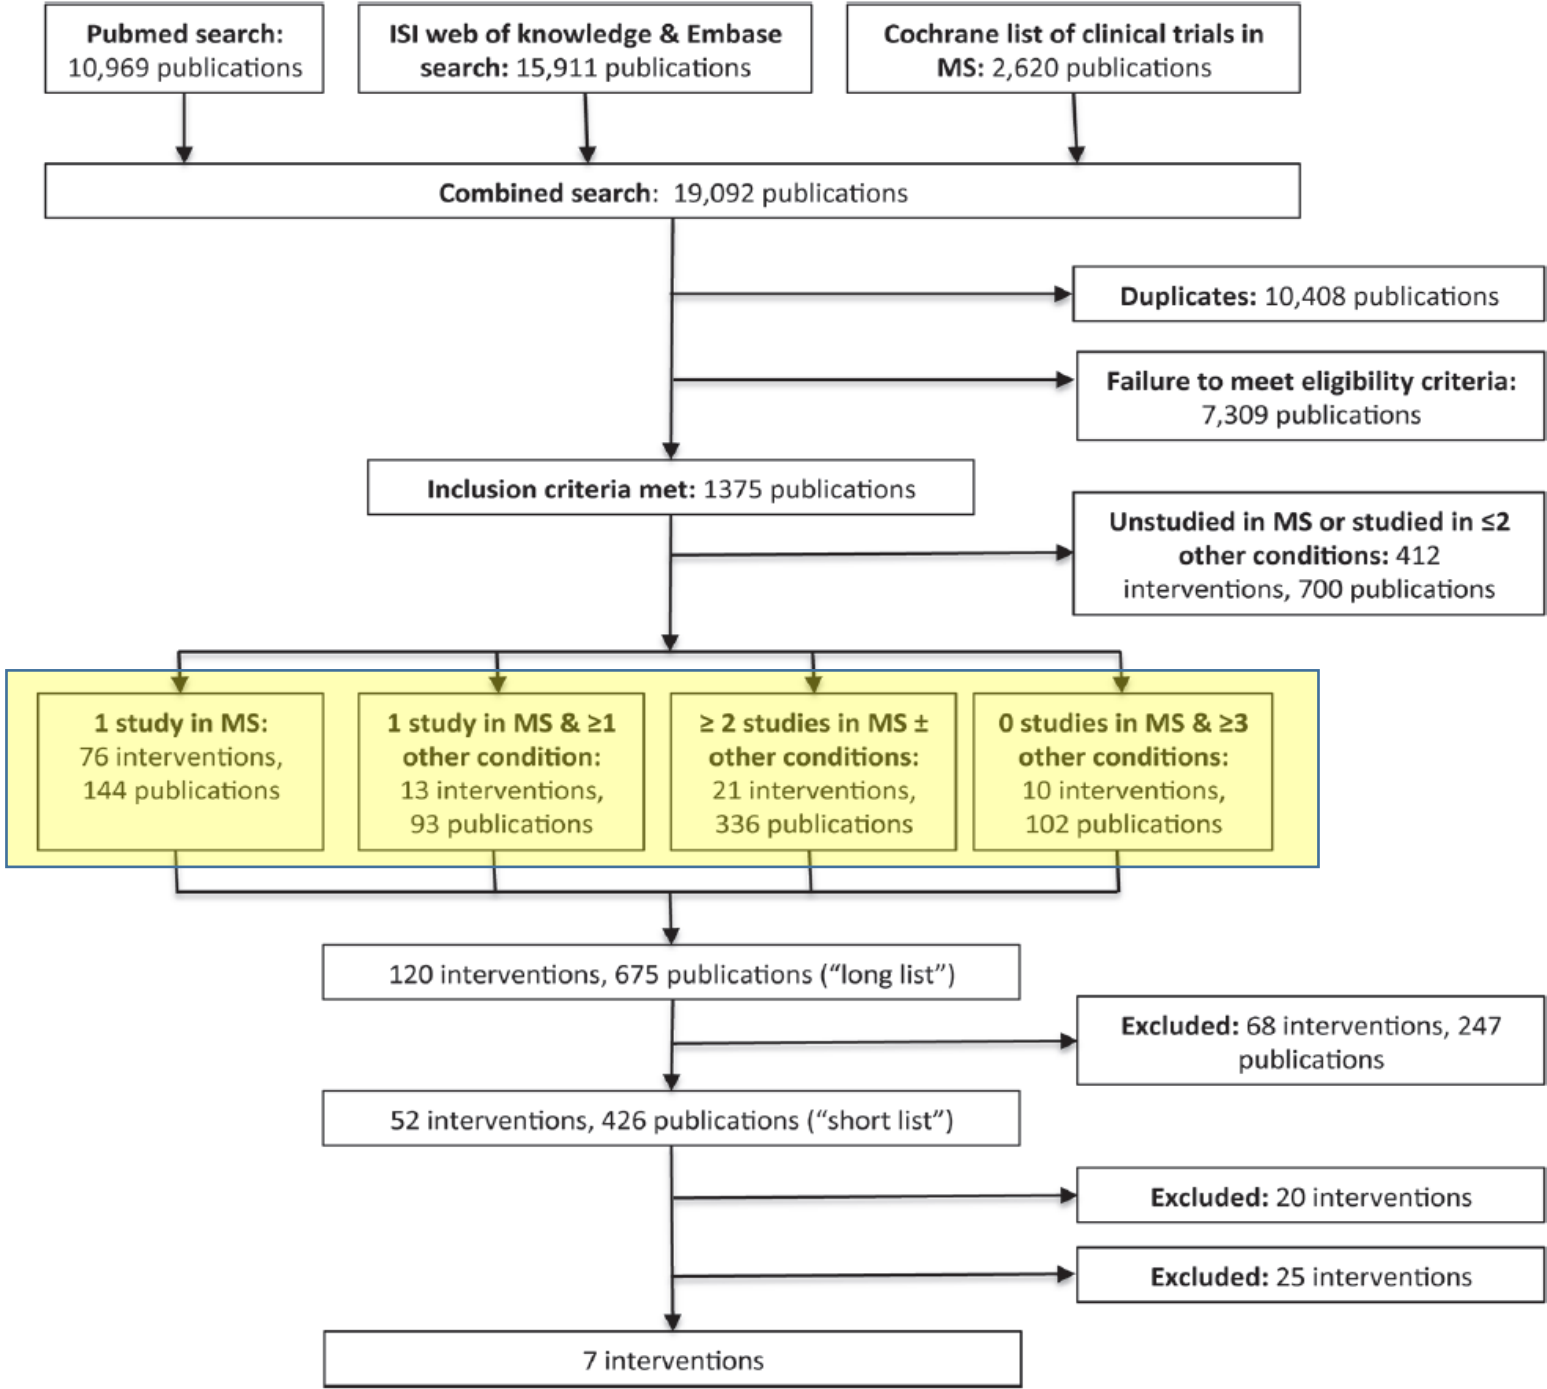 Pubmed search:
10,969 publications
ISI web of knowledge & Embase
search: 15,911 publications
Cochrane list of clinical trials in
MS: 2,620 publications
Combined search:  19,092 publications
Duplicates: 10,408 publications
Failure to meet eligibility criteria:
7,309 publications
Inclusion criteria met: 1375 publications
Unstudied in MS or studied in ≤2
other conditions: 412
interventions, 700 publications
1 study in MS:
76 interventions,
144 publications
1 study in MS & ≥1
other condition:
13 interventions,
93 publications
≥ 2 studies in MS ±
other conditions:
21 interventions,
336 publications
0 studies in MS & ≥3
other conditions:
10 interventions,
102 publications
120 interventions, 675 publications (“long list”)
Excluded: 68 interventions, 247
publications
52 interventions, 426 publications (“short list”)
Excluded: 20 interventions
Excluded: 25 interventions
7 interventions